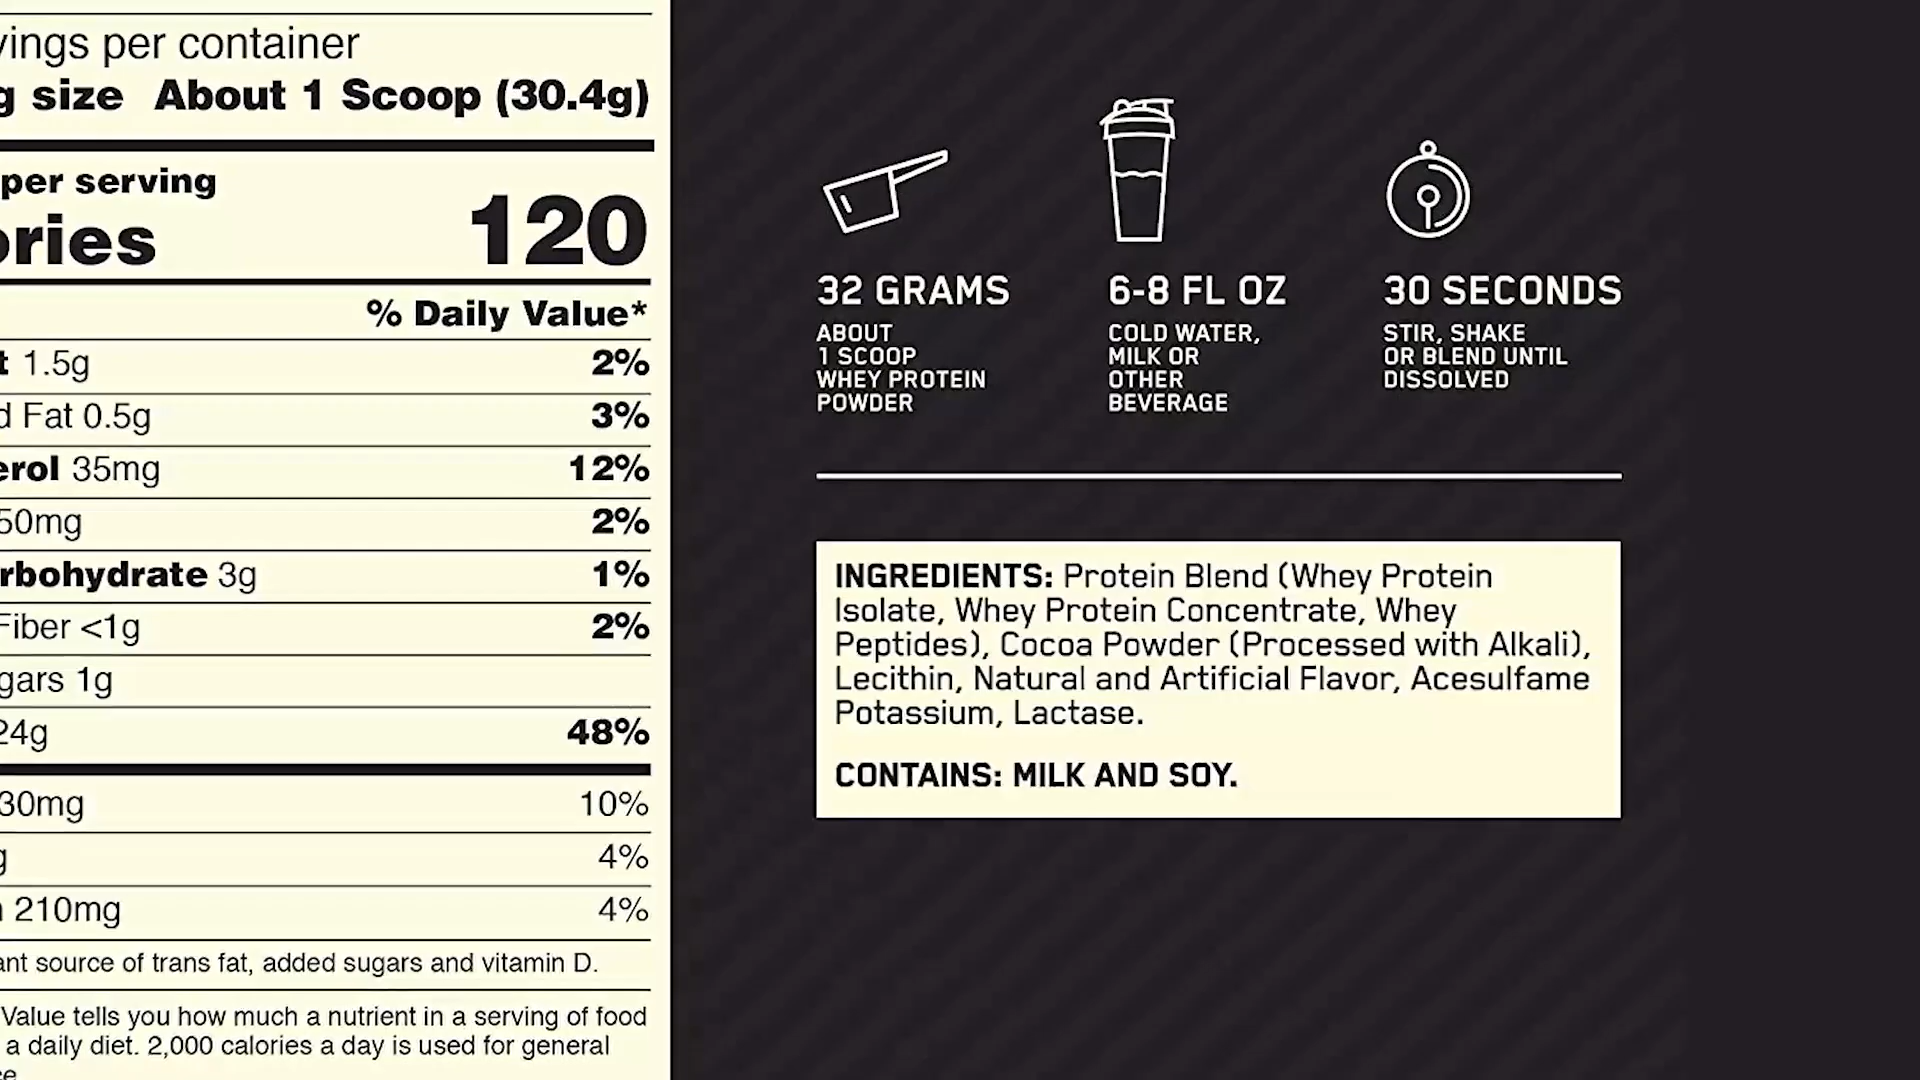 ings per container
size About 1 Scoop (30.4g)
per serving
120
% Daily Value*
1.5g 2%
Fat 0.5g 3%
35mg 12%
50mg 2%
3g 1%
Fiber <1g 2%
1g
24g 48%
30mg 10%
4%
210mg 4%
source of trans fat, added sugars and vitamin D.
Value tells you how much a nutrient in a serving of food
a daily diet. 2,000 calories a day is used for general
32 GRAMS
ABOUT
1 SCOOP
WHEY PROTEIN
POWDER
6-8 FL OZ
COLD WATER,
MILK OR
OTHER
BEVERAGE
30 SECONDS
STIR, SHAKE
OR BLEND UNTIL
DISSOLVED
INGREDIENTS: Protein Blend (Whey Protein
Isolate, Whey Protein Concentrate, Whey
Peptides), Cocoa Powder (Processed with Alkali),
Lecithin, Natural and Artificial Flavor, Acesulfame
Potassium, Lactase.
CONTAINS: MILK AND SOY.